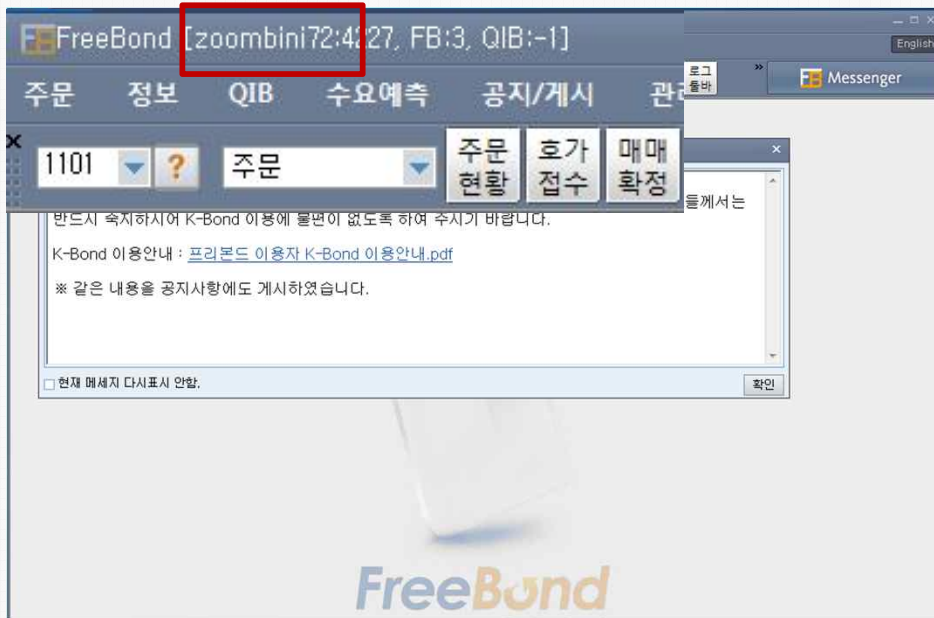 FreeBond [zoombini72:4227, FB:3, QIB:-1]
English
주문 정보 QIB 수요예측 공지/게시
로그
툴바
» Messenger
1101 ? 주문
주문
현황
호가
접수
매매
확정
들께서는
반드시 숙지하시어 K-Bond 이용에 불편이 없도록 하여 주시기 바랍니다.
K-Bond 이용안내 : 프리본드 이용자 K-Bond 이용안내.pdf
※ 같은 내용을 공지사항에도 게시하였습니다.
현재 메세지 다시표시 안함.
확인
FreeBond